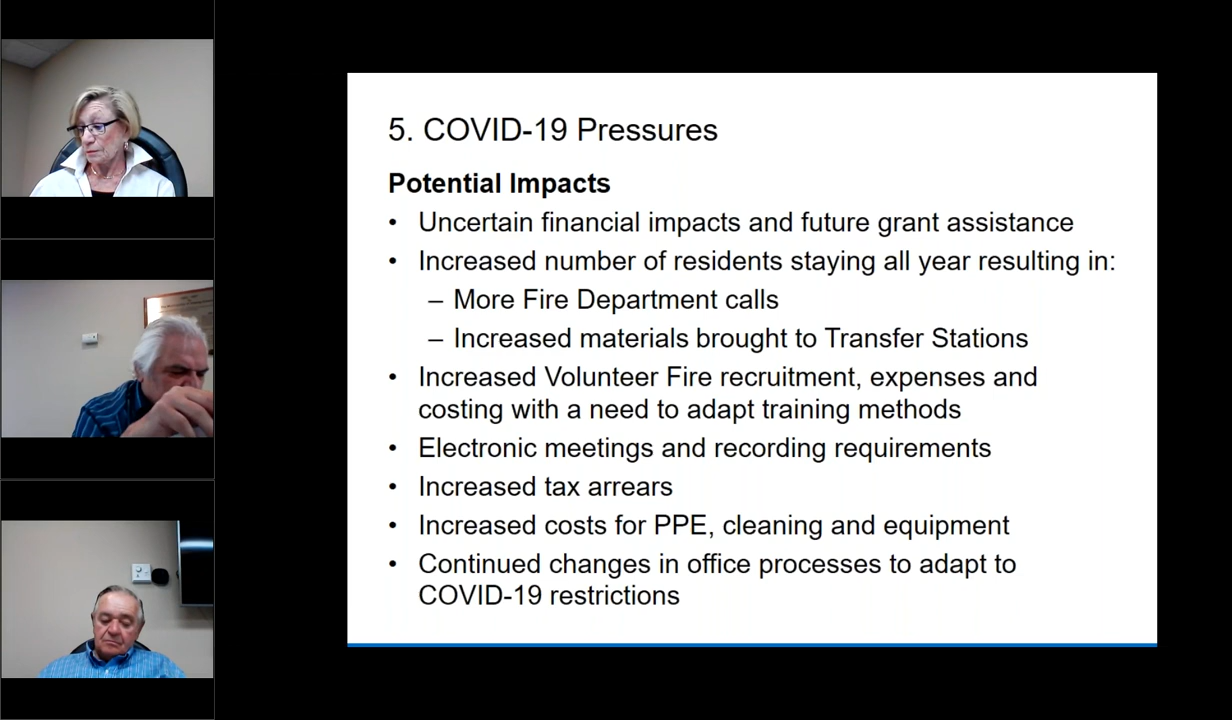 5. COVID-19 Pressures
Potential Impacts
• Uncertain financial impacts and future grant assistance
• Increased number of residents staying all year resulting in:
– More Fire Department calls
– Increased materials brought to Transfer Stations
• Increased Volunteer Fire recruitment, expenses and
costing with a need to adapt training methods
• Electronic meetings and recording requirements
• Increased tax arrears
• Increased costs for PPE, cleaning and equipment
• Continued changes in office processes to adapt to
COVID-19 restrictions